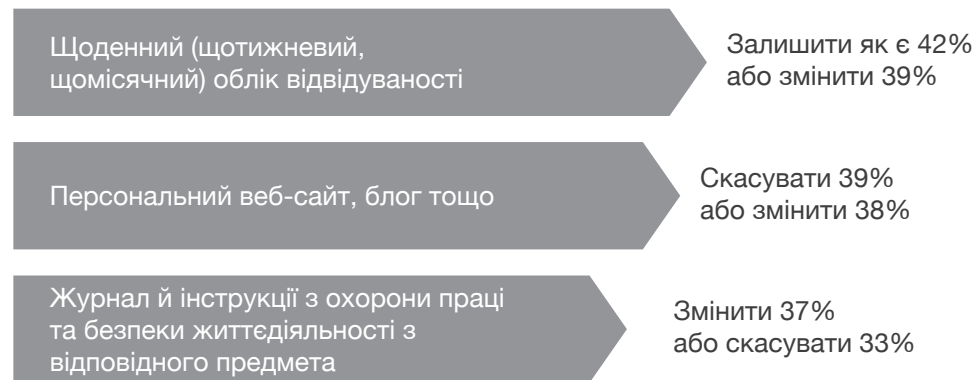 Щоденний (щотижневий,
щомісячний) облік відвідуваності
Залишити як є 42%
або змінити 39%
Персональний веб-сайт, блог тощо
Скасувати 39%
або змінити 38%
Журнал й інструкції з охорони праці
та безпеки життєдіяльності з
відповідного предмета
Змінити 37%
або скасувати 33%